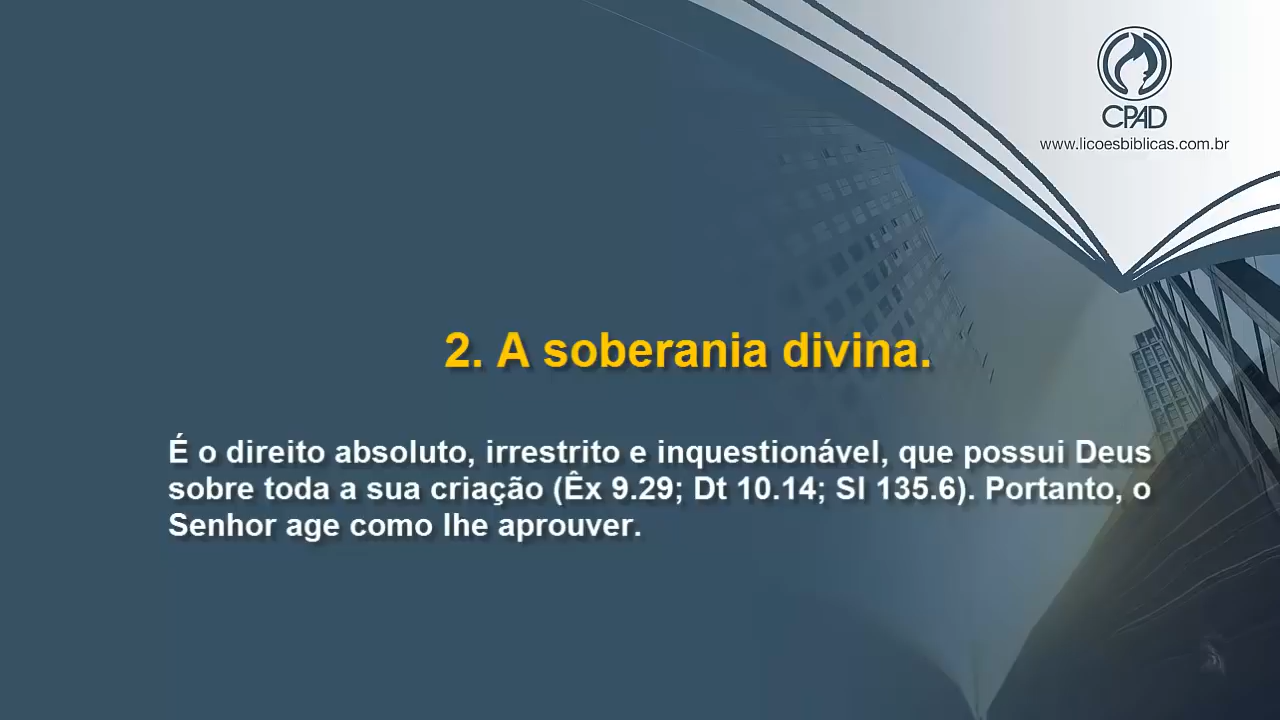 CPAD
www.licoesbiblicas.com.br
2. A soberania divina.
É o direito absoluto, irrestrito e inquestionável, que possui Deus
sobre toda a sua criação (Êx 9.29; Dt 10.14; Sl 135.6). Portanto, o
Senhor age como lhe aprouver.